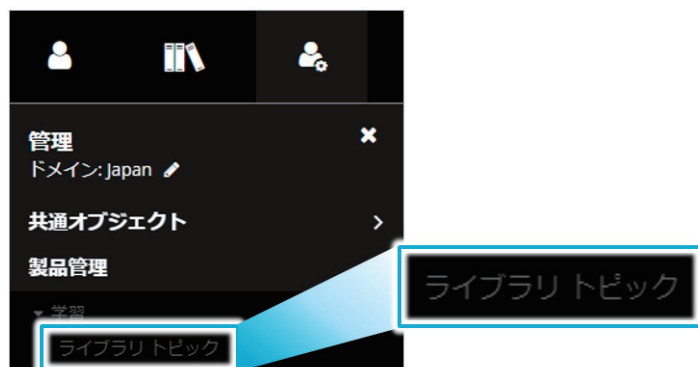 管理
ドメイン: Japan
共通オブジェクト
製品管理
学習
ライブラリ トピック
ライブラリ トピック